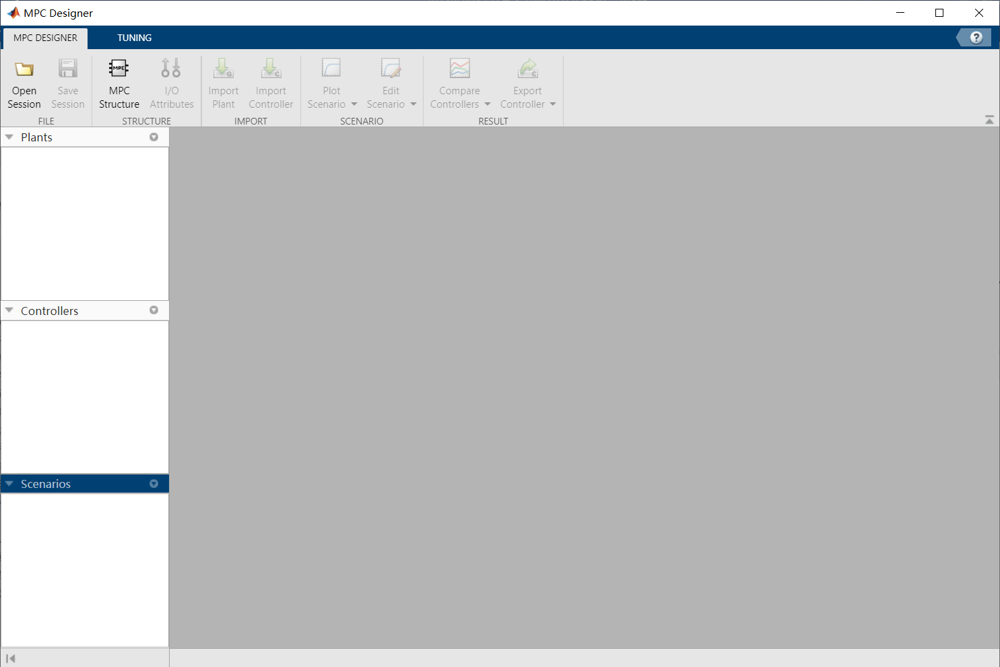 MPC Designer
MPC DESIGNER
TUNING
?
Open Session
Save Session
MPC
MPC Structure
I/O Attributes
G
Import Plant
C
Import Controller
Plot Scenario
Edit Scenario
Compare Controllers
C
Export Controller
FILE
STRUCTURE
IMPORT
SCENARIO
RESULT
Plants
Controllers
Scenarios